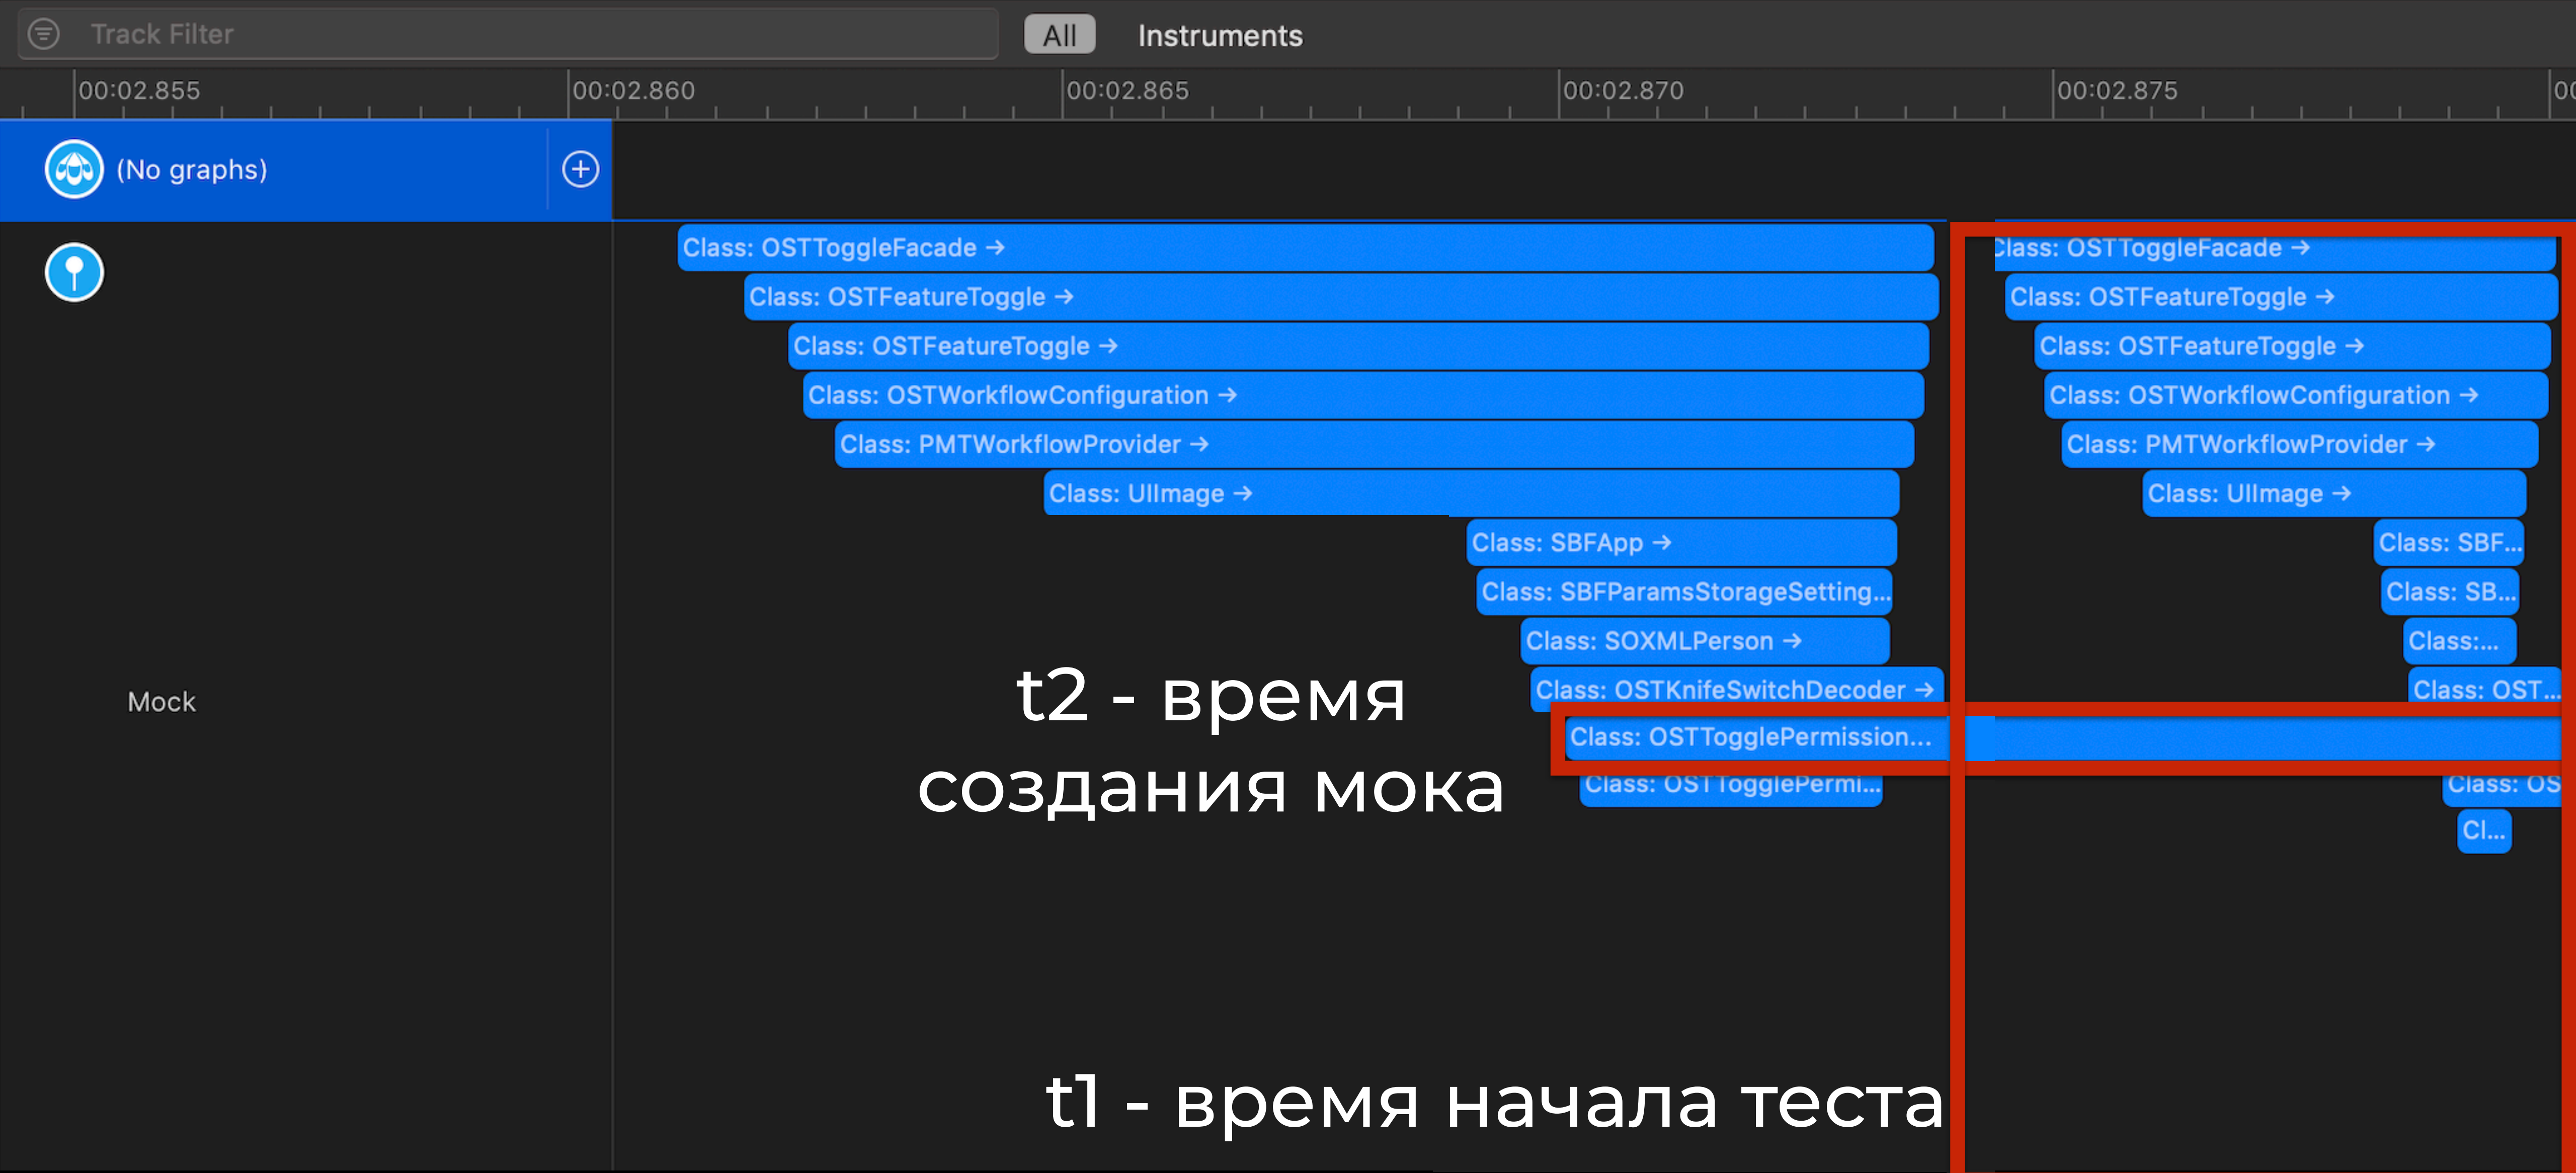 Track Filter All Instruments
00:02.855 00:02.860 00:02.865 00:02.870 00:02.875 00
(No graphs)
Class: OSTToggleFacade → Class: OSTToggleFacade →
Class: OSTFeatureToggle → Class: OSTFeatureToggle →
Class: OSTFeatureToggle → Class: OSTFeatureToggle →
Class: OSTWorkflowConfiguration → Class: OSTWorkflowConfiguration →
Class: PMTWorkflowProvider → Class: PMTWorkflowProvider →
Class: UIImage → Class: UIImage →
Class: SBFApp → Class: SBF...
Class: SBFParamsStorageSetting... Class: SB...
Class: SOXMLPerson → Class:...
Class: OSTKnifeSwitchDecoder → Class: OST...
Mock
t2 - время
создания мока
Class: OSTTogglePermission...
Class: OSTTogglePermi... Class: OS
Cl...
t1 - время начала теста